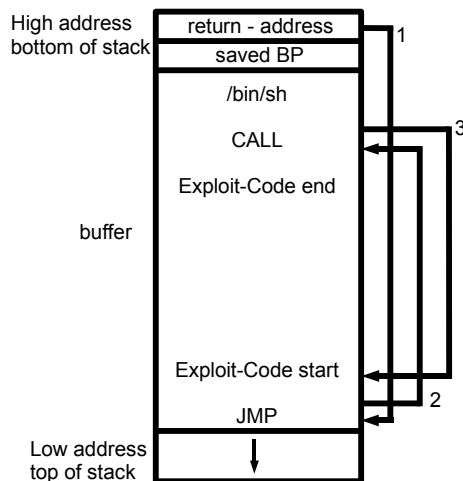 High address
bottom of stack
return - address
1
saved BP
/bin/sh
3
CALL
Exploit-Code end
buffer
Exploit-Code start
2
JMP
Low address
top of stack